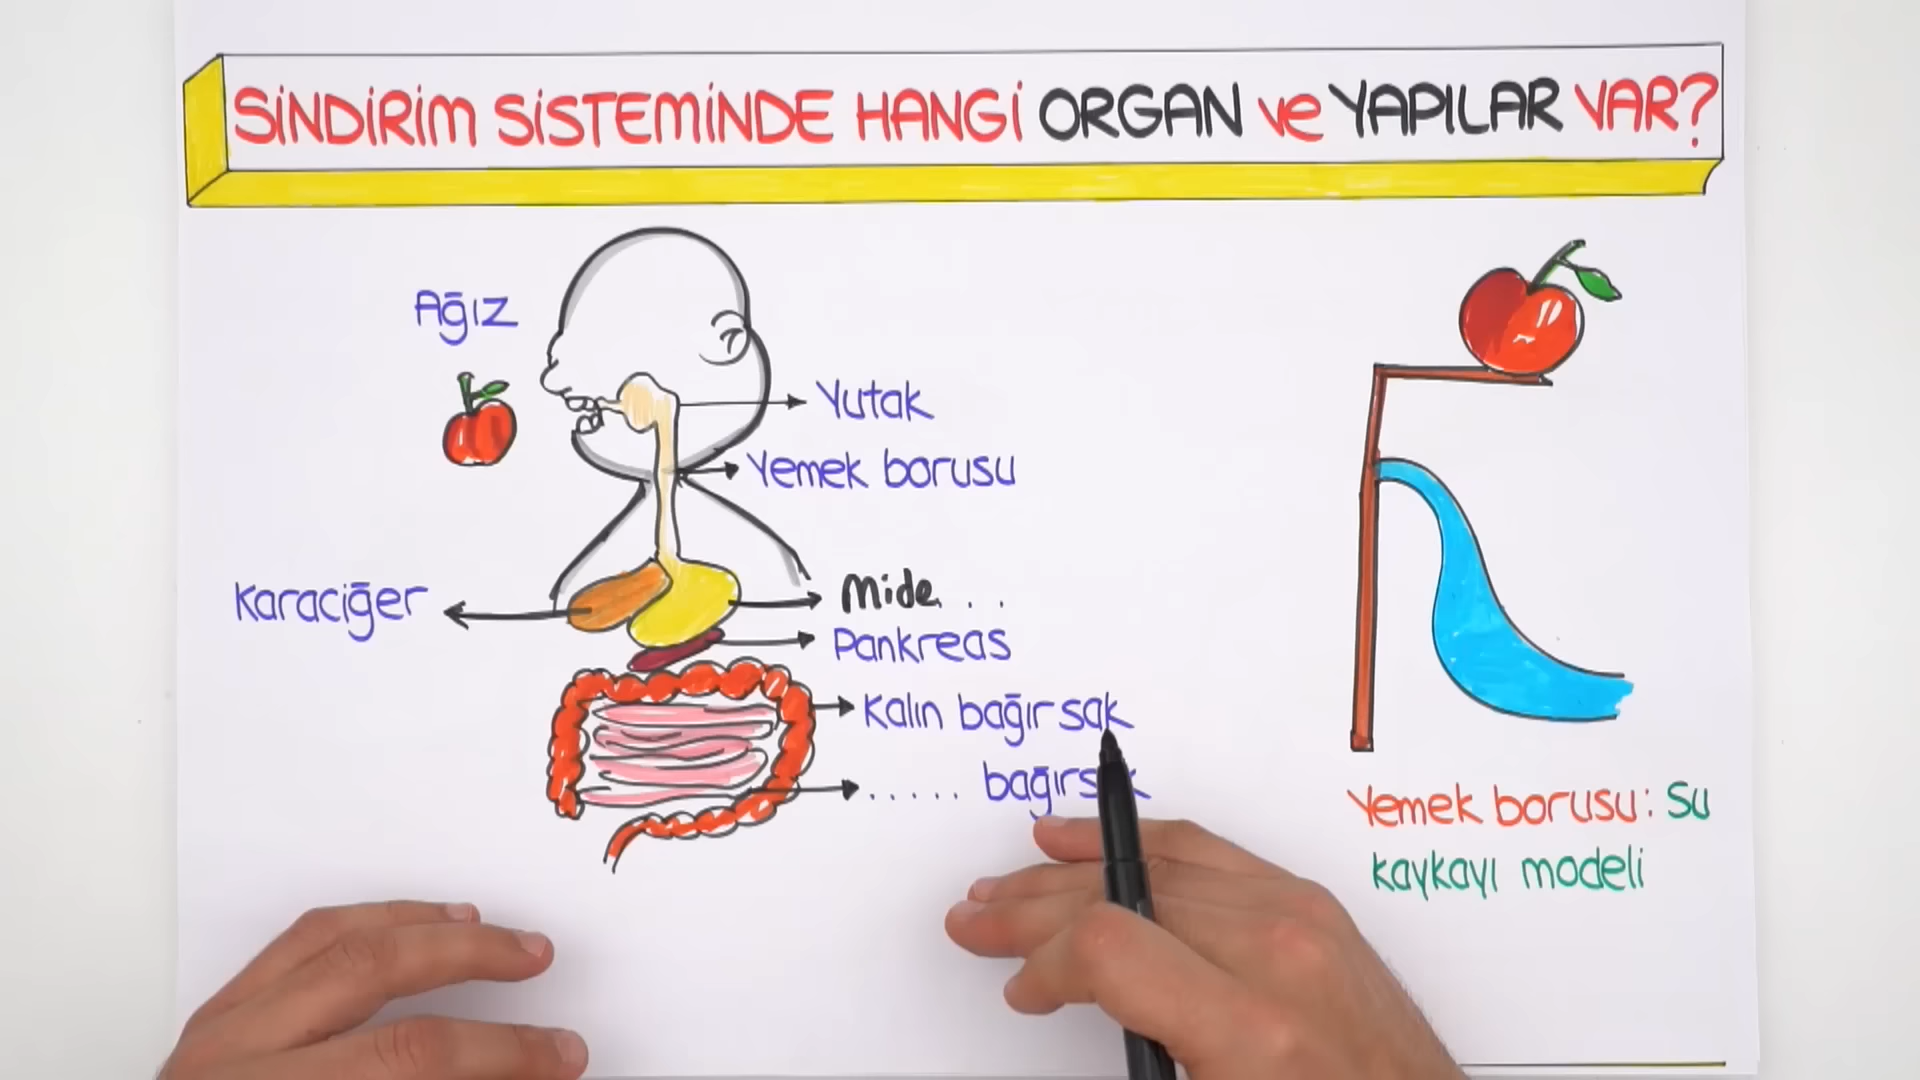 SİNDİRİM SİSTEMİNDE HANGİ ORGAN ve YAPILAR VAR?
Ağız
Yutak
Yemek borusu
Karaciğer
Mide. . .
Pankreas
Kalın bağırsak
..... bağırsak
Yemek borusu: Su
kaykayı modeli